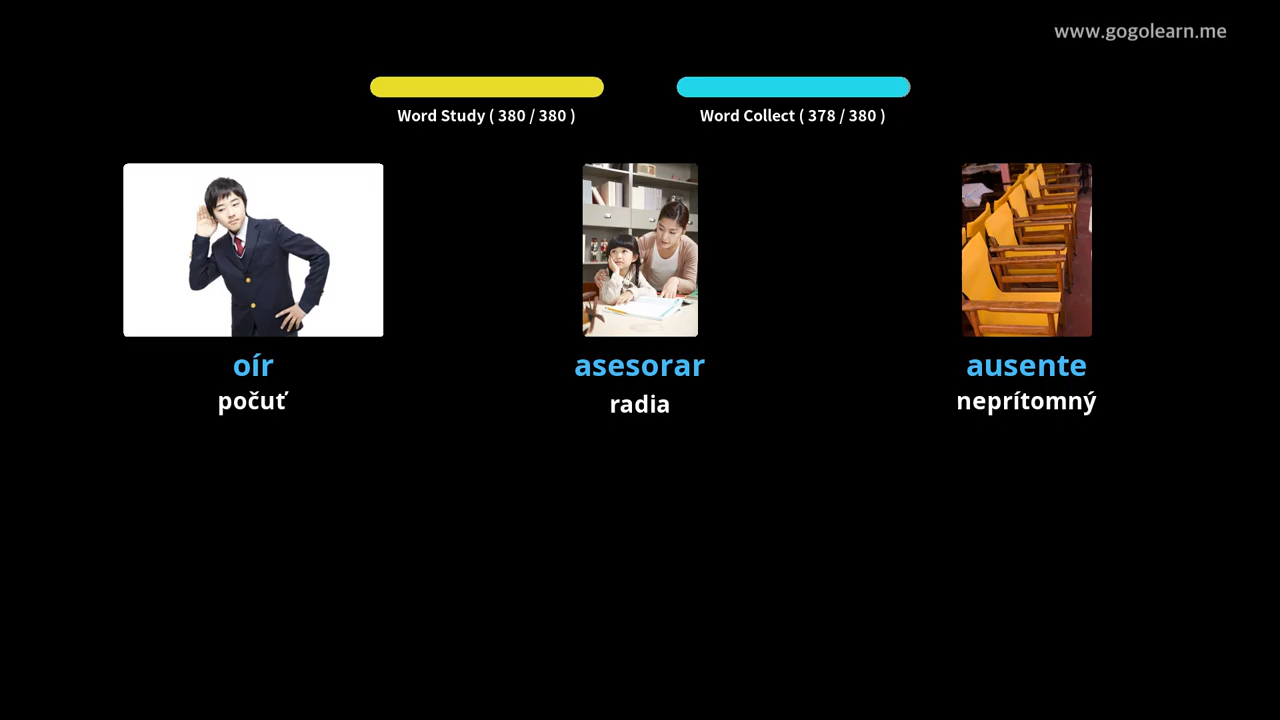 www.gogolearn.me
Word Study ( 380 / 380 )
Word Collect ( 378 / 380 )
oír
počuť
asesorar
radia
ausente
neprítomný